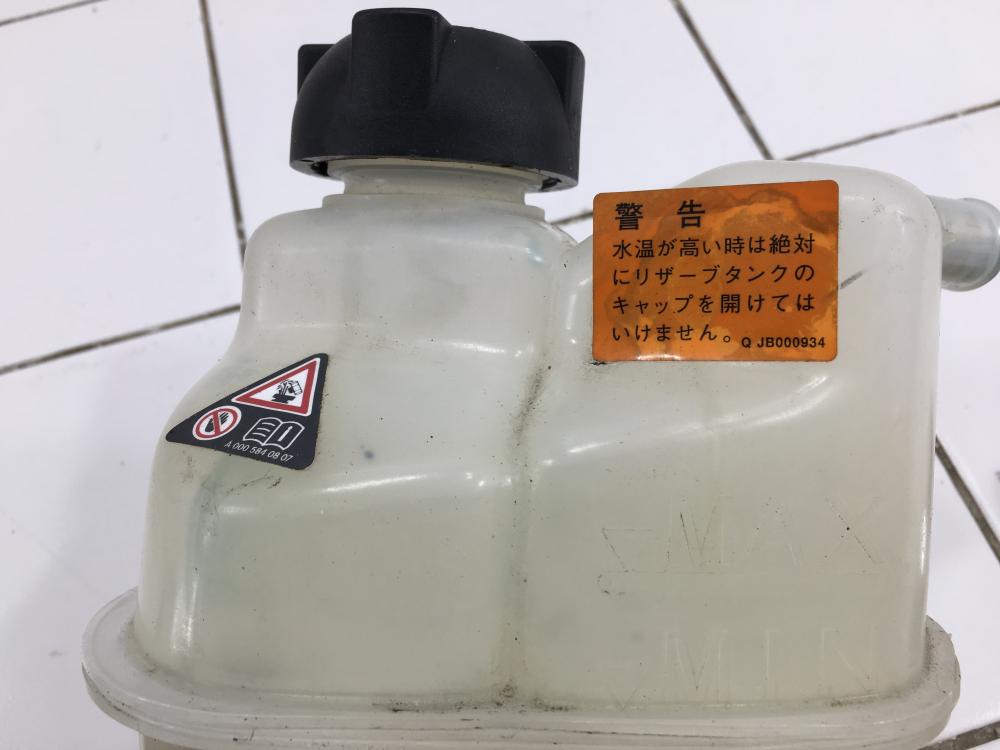 警 告
水温が高い時は絶対
にリザーブタンクの
キャップを開けては
いけません。
Q JB000934
A 000 584 08 07
MAX
MIN